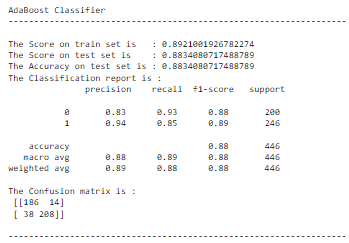 AdaBoost Classifier
--------------------------------------------------------------------------------
The Score on train set is : 0.8921001926782274
The Score on test set is : 0.8834080717488789
The Accuracy on test set is : 0.8834080717488789
The Classification report is :
precision recall f1-score support
0 0.83 0.93 0.88 200
1 0.94 0.85 0.89 246
accuracy 0.88 446
macro avg 0.88 0.89 0.88 446
weighted avg 0.89 0.88 0.88 446
The Confusion matrix is :
[[186 14]
[ 38 208]]
--------------------------------------------------------------------------------